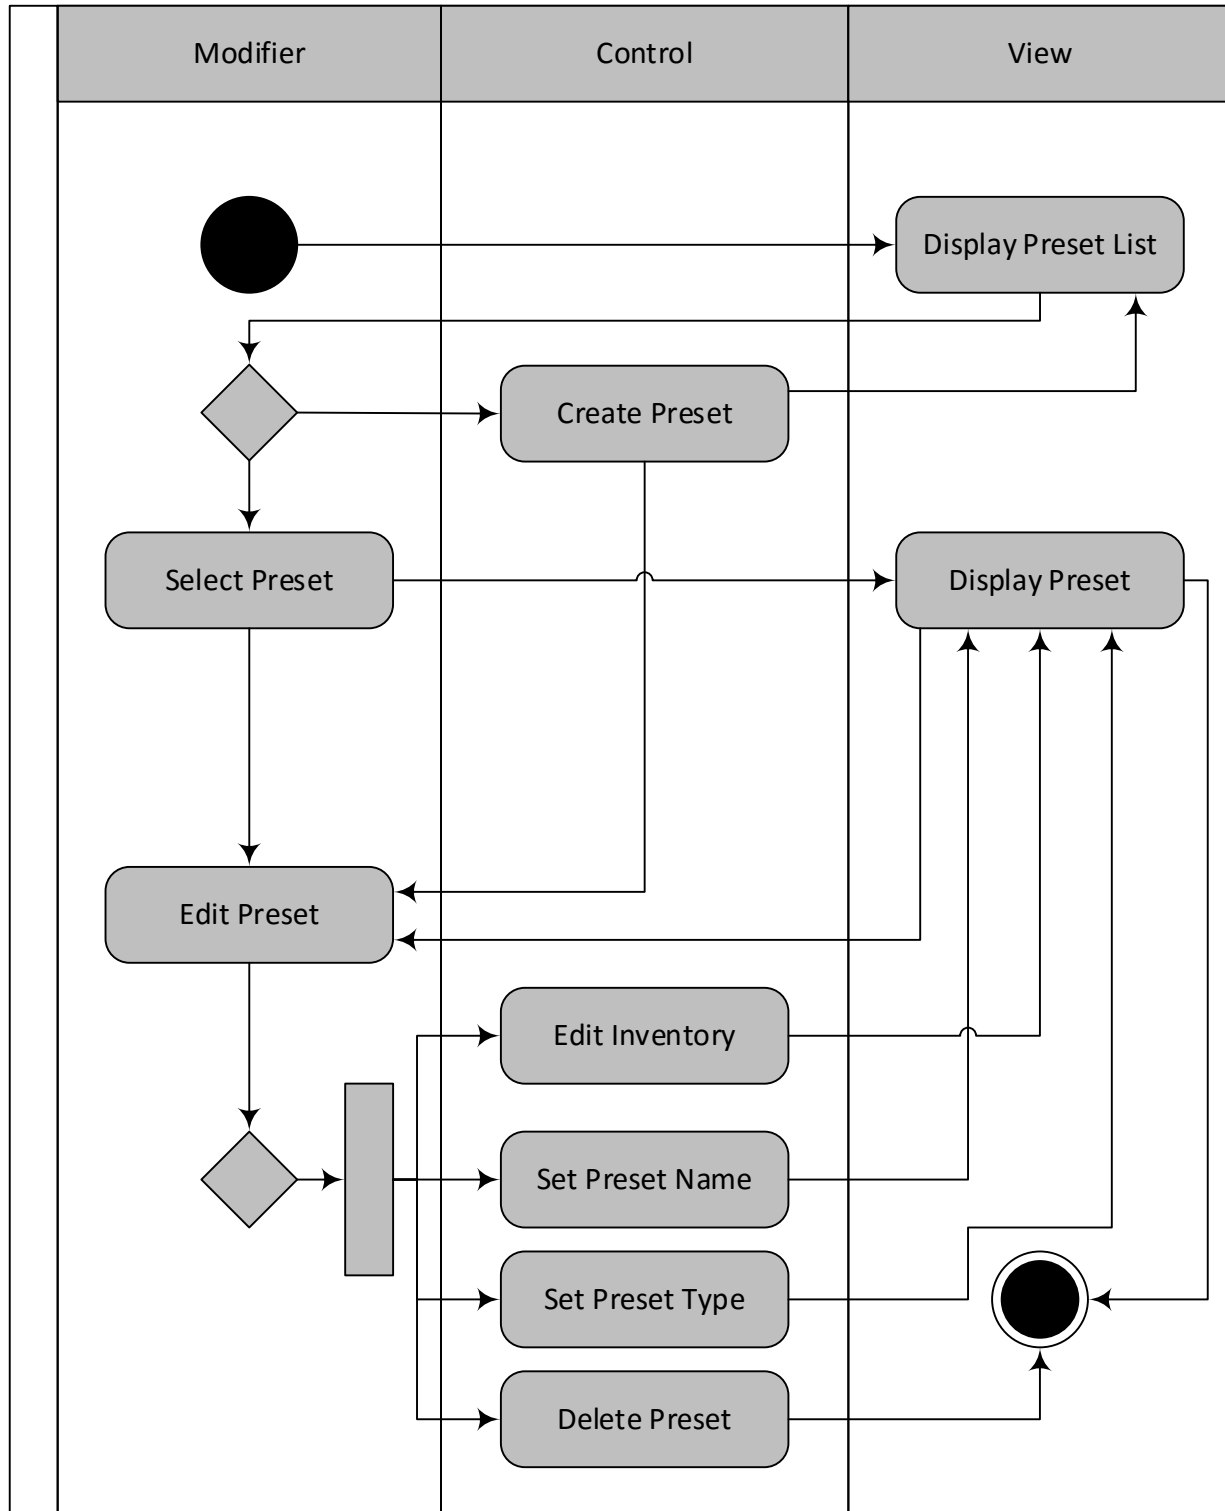 Modifier
Control
View
Display Preset List
Create Preset
Select Preset
Display Preset
Edit Preset
Edit Inventory
Set Preset Name
Set Preset Type
Delete Preset